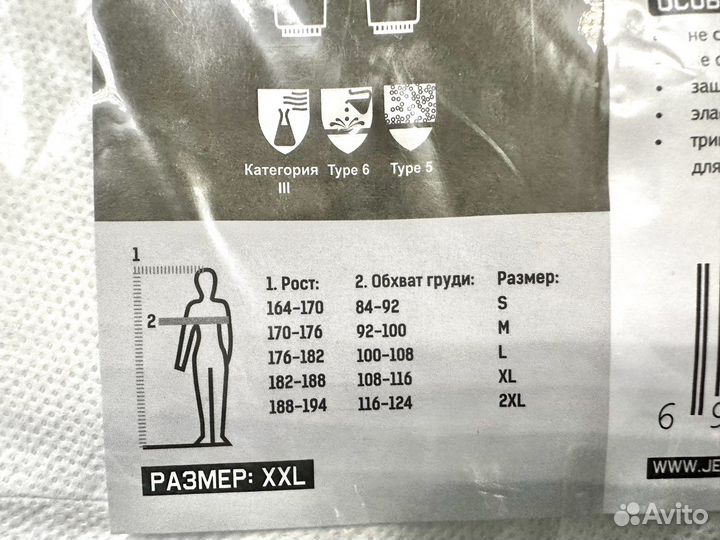 не
Категория
III
Type 6
Type 5
1
2
1. Рост: 2. Обхват груди: Размер:
164-170 84-92 S
170-176 92-100 M
176-182 100-108 L
182-188 108-116 XL
188-194 116-124 2XL
РАЗМЕР: XXL
для
6
Avito